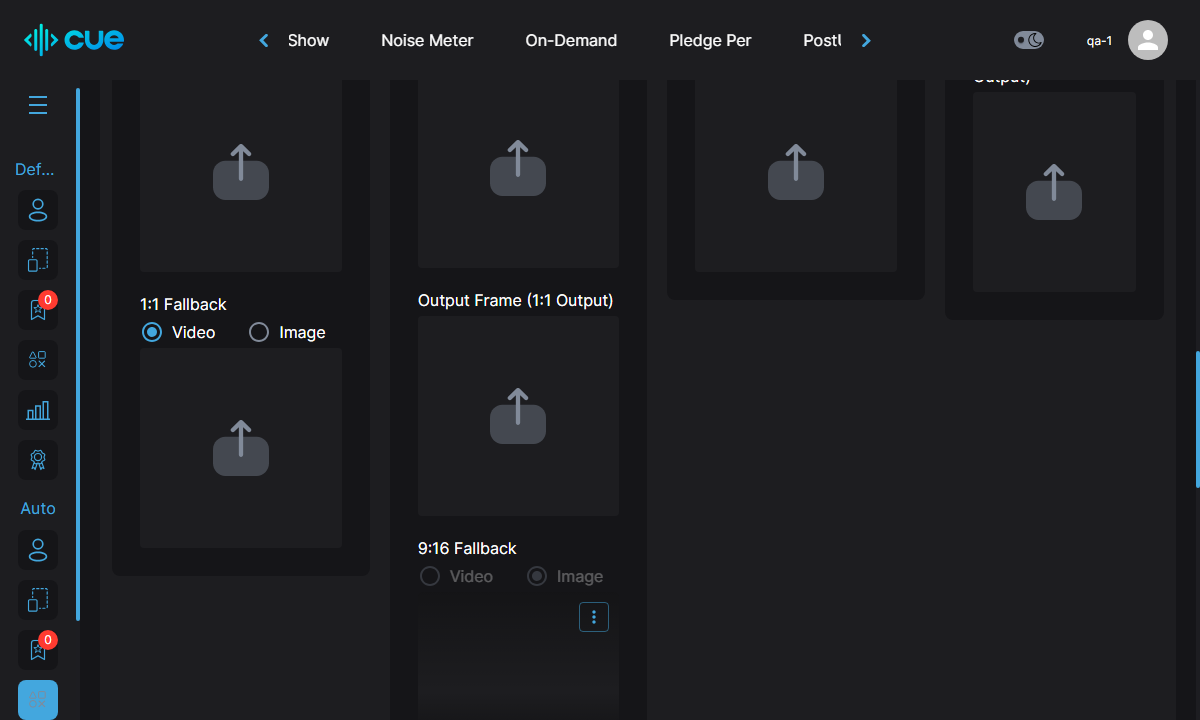 cue
Show
Noise Meter
On-Demand
Pledge Per
qa-1
Def...
0
Auto
0
1:1 Fallback
Video
Image
Output Frame (1:1 Output)
9:16 Fallback
Video
Image
Output)